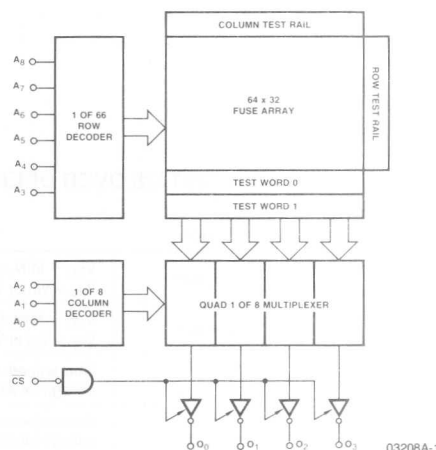 COLUMN TEST RAIL
ROW TEST RAIL
64 x 32
FUSE ARRAY
TEST WORD 0
TEST WORD 1
A8
A7
A6
A5
A4
A3
1 OF 66
ROW
DECODER
A2
A1
A0
1 OF 8
COLUMN
DECODER
QUAD 1 OF 8 MULTIPLEXER
CS
O0
O1
O2
O3